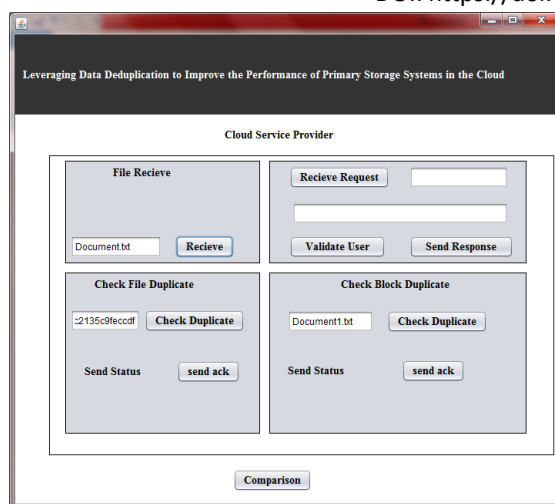 Leveraging Data Deduplication to Improve the Performance of Primary Storage Systems in the Cloud
Cloud Service Provider
File Recieve
Document.txt
Recieve
Recieve Request
Validate User
Send Response
Check File Duplicate
:2135c9feccdf
Check Duplicate
Send Status
send ack
Check Block Duplicate
Document1.txt
Check Duplicate
Send Status
send ack
Comparison